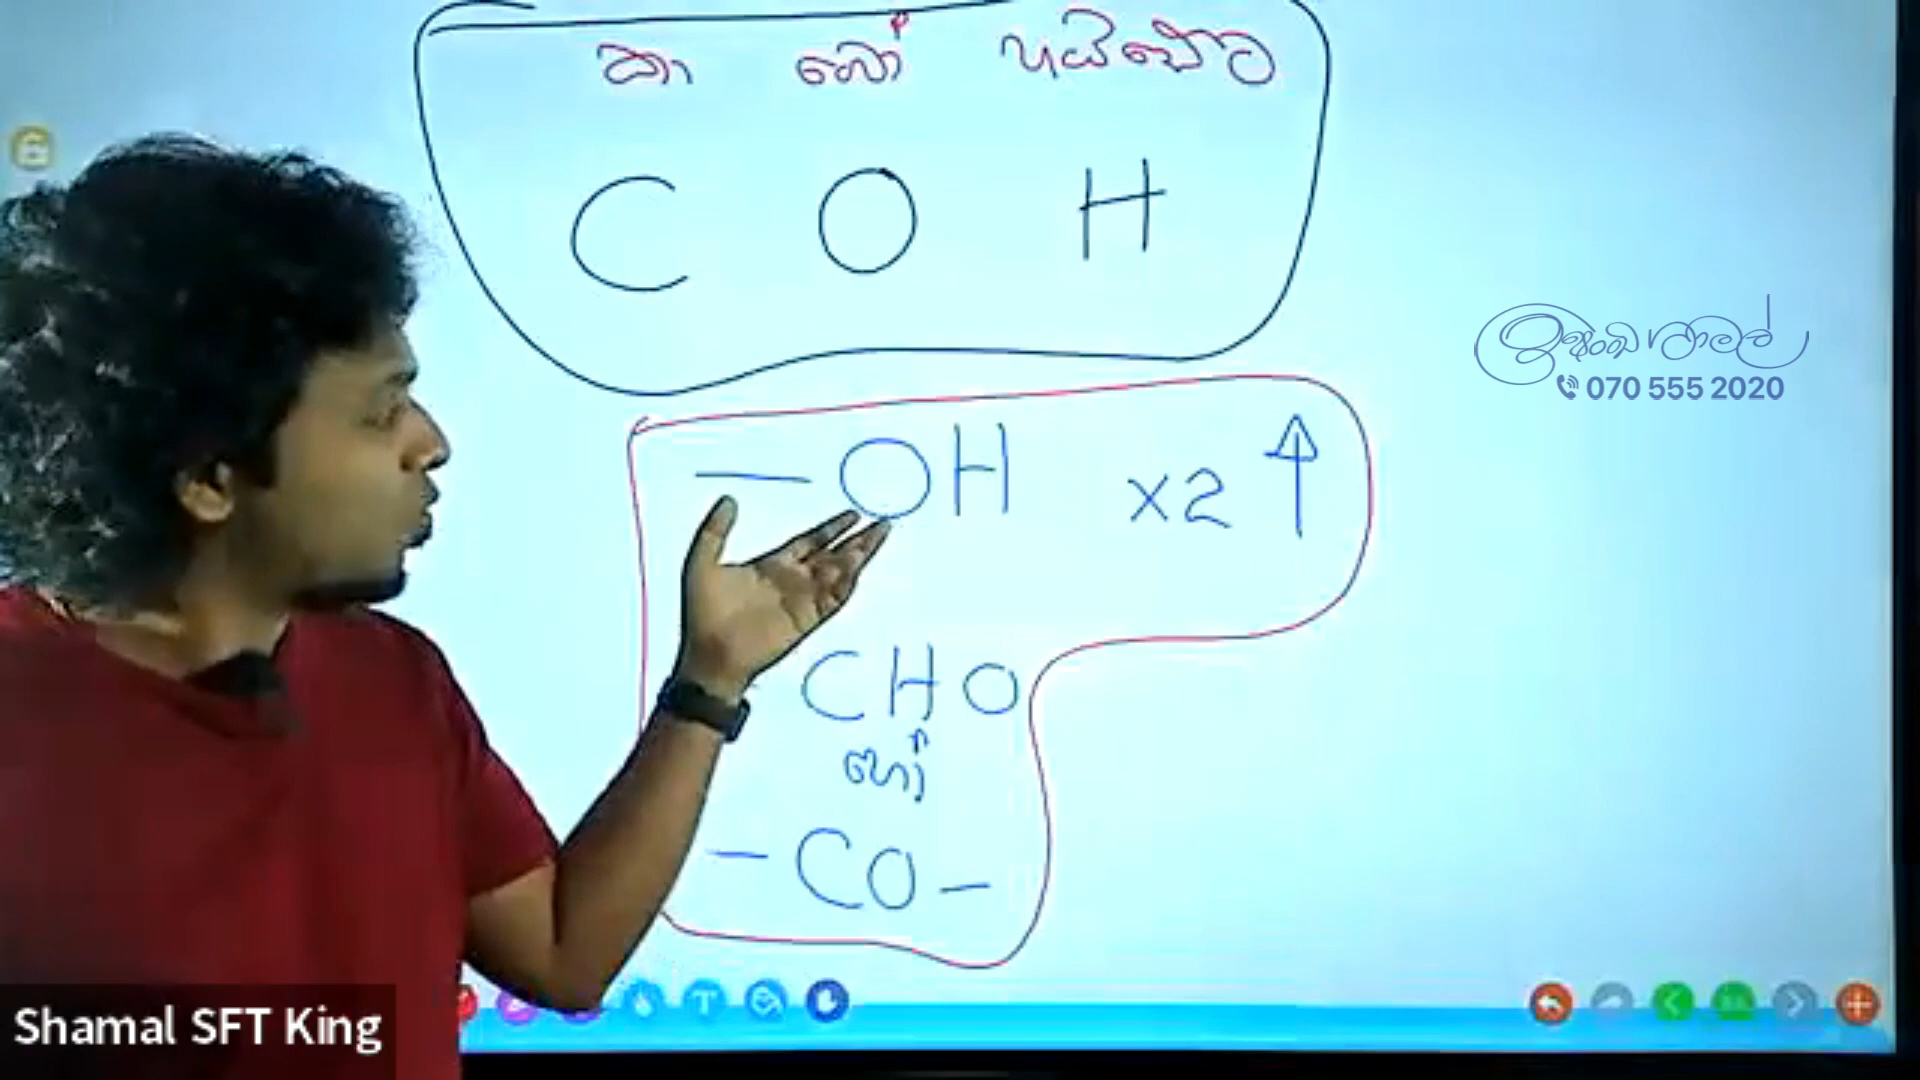 කා බෝ හයිඩ්‍රේට
C O H
— OH x2 ↑
CHO
හෝ
— CO —
070 555 2020
Shamal SFT King